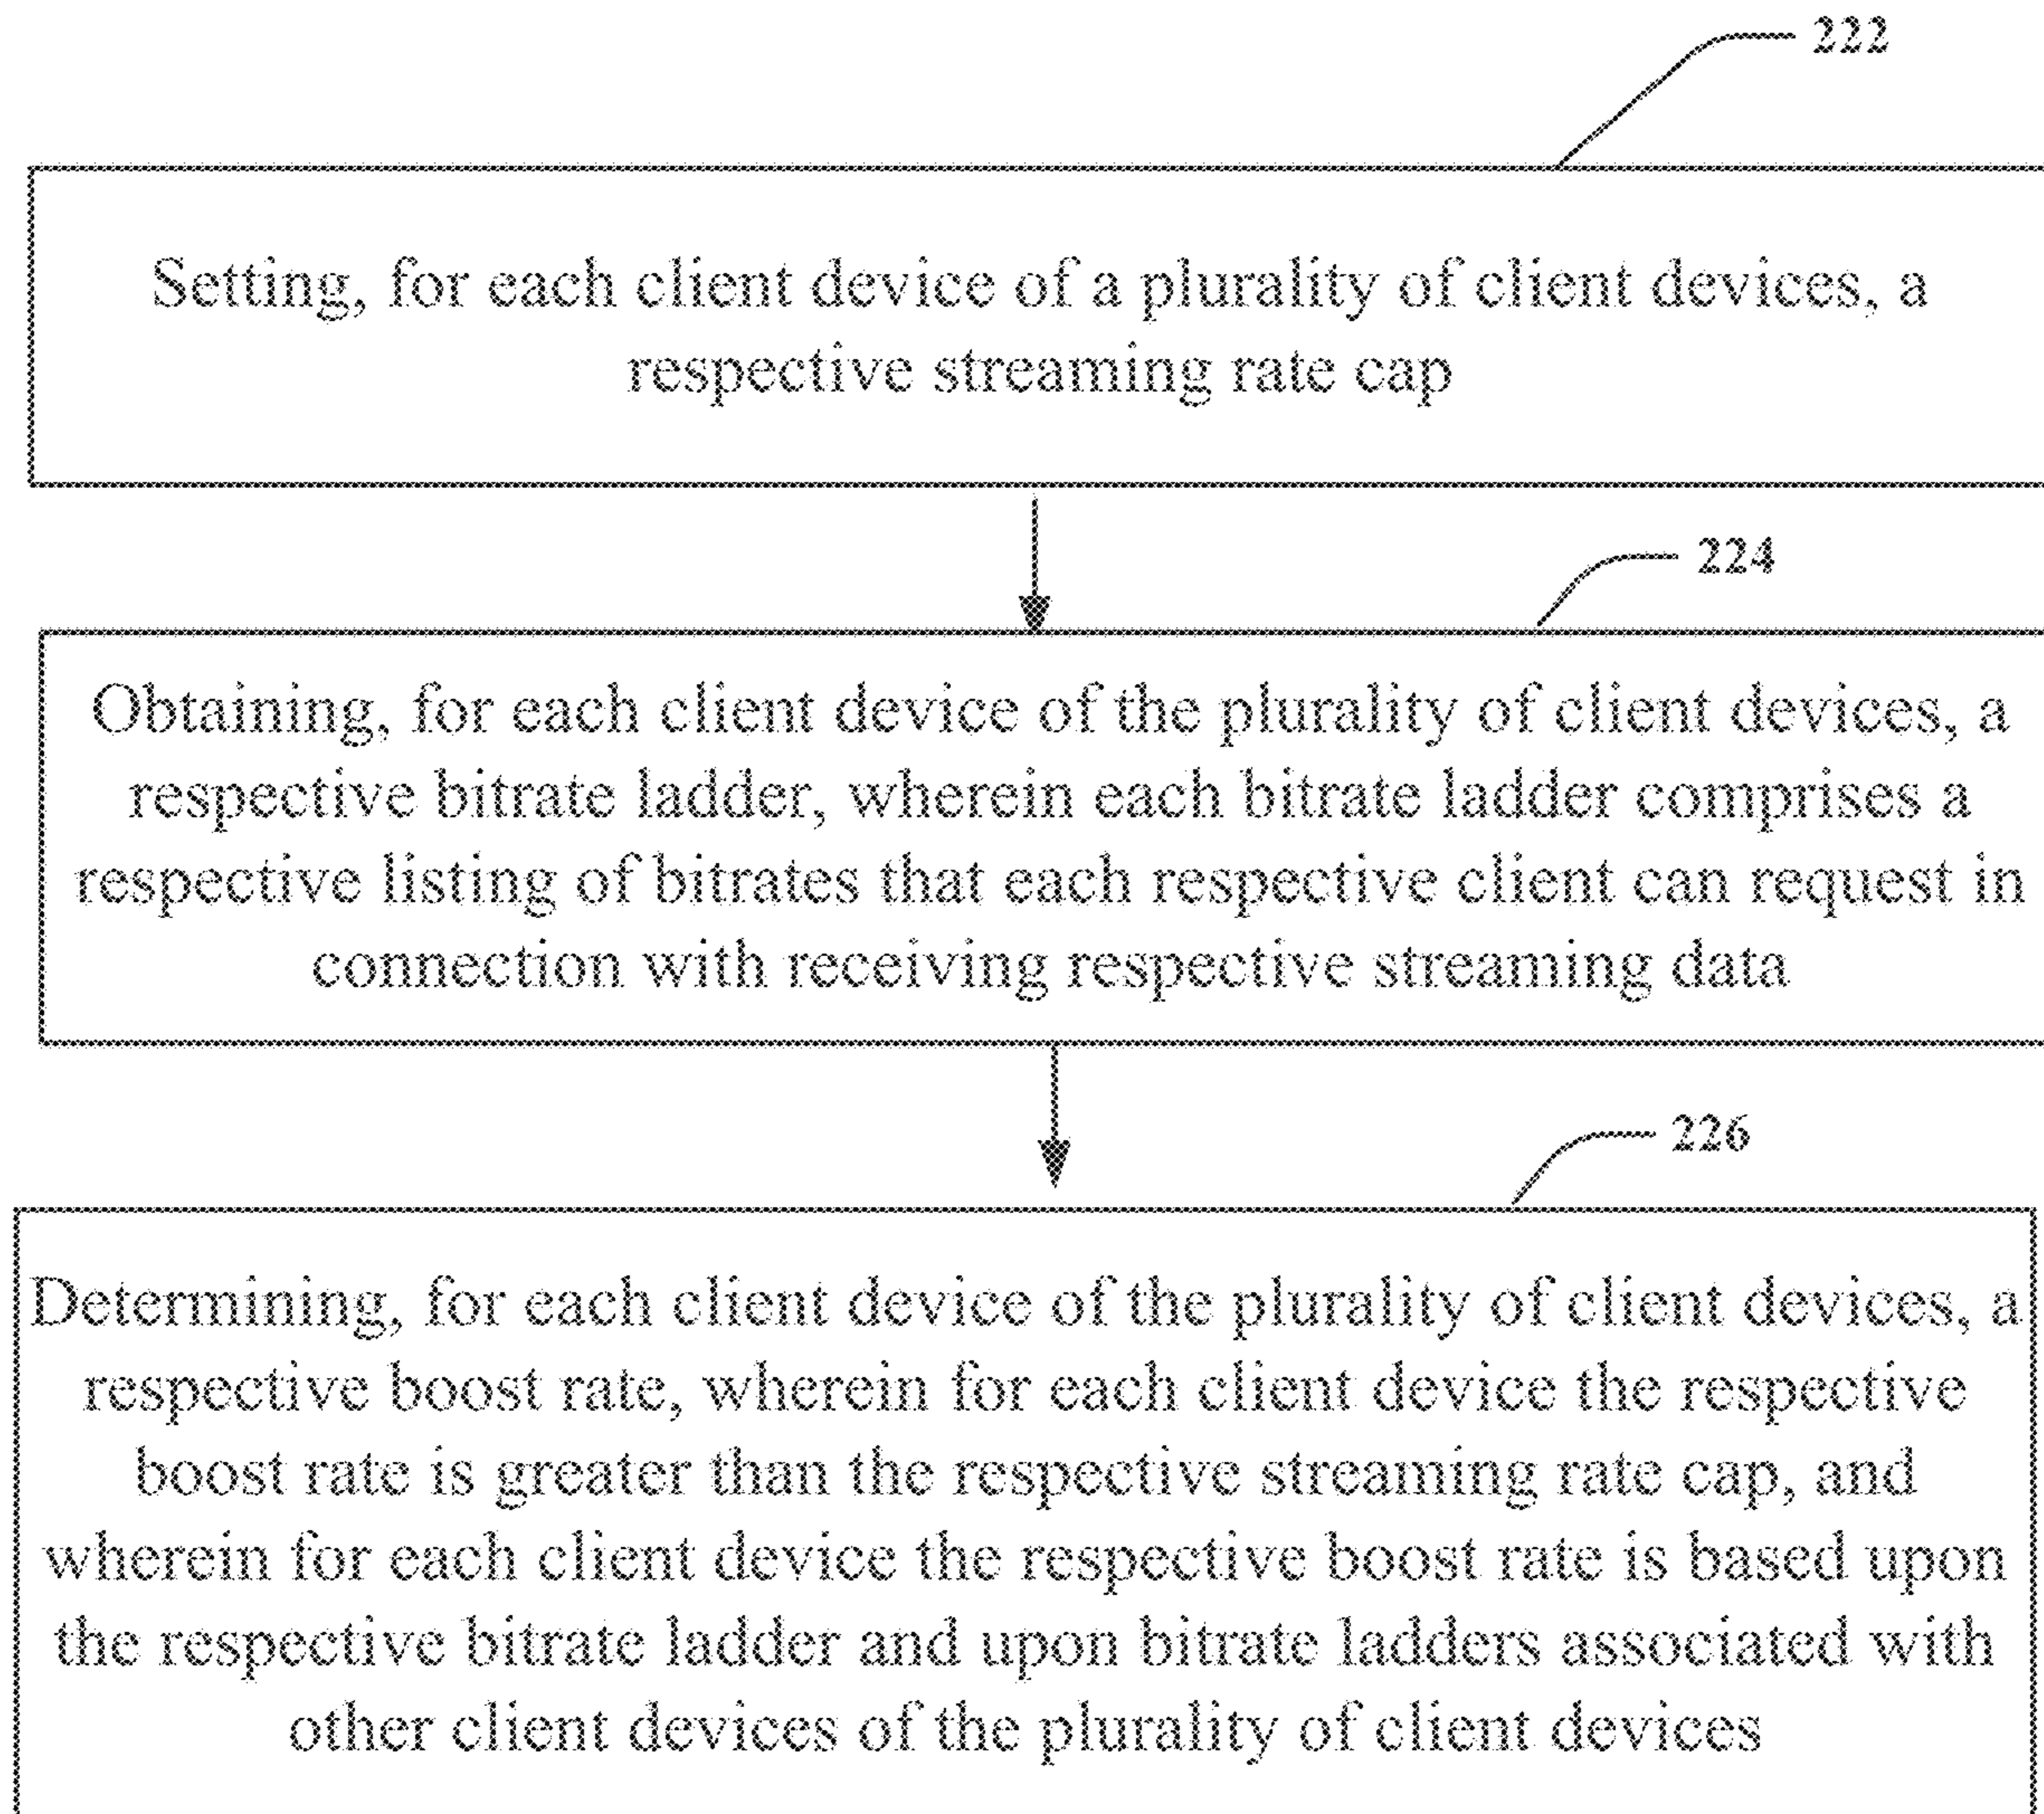 222
Setting, for each client device of a plurality of client devices, a
respective streaming rate cap
224
Obtaining, for each client device of the plurality of client devices, a
respective bitrate ladder, wherein each bitrate ladder comprises a
respective listing of bitrates that each respective client can request in
connection with receiving respective streaming data
226
Determining, for each client device of the plurality of client devices, a
respective boost rate, wherein for each client device the respective
boost rate is greater than the respective streaming rate cap, and
wherein for each client device the respective boost rate is based upon
the respective bitrate ladder and upon bitrate ladders associated with
other client devices of the plurality of client devices